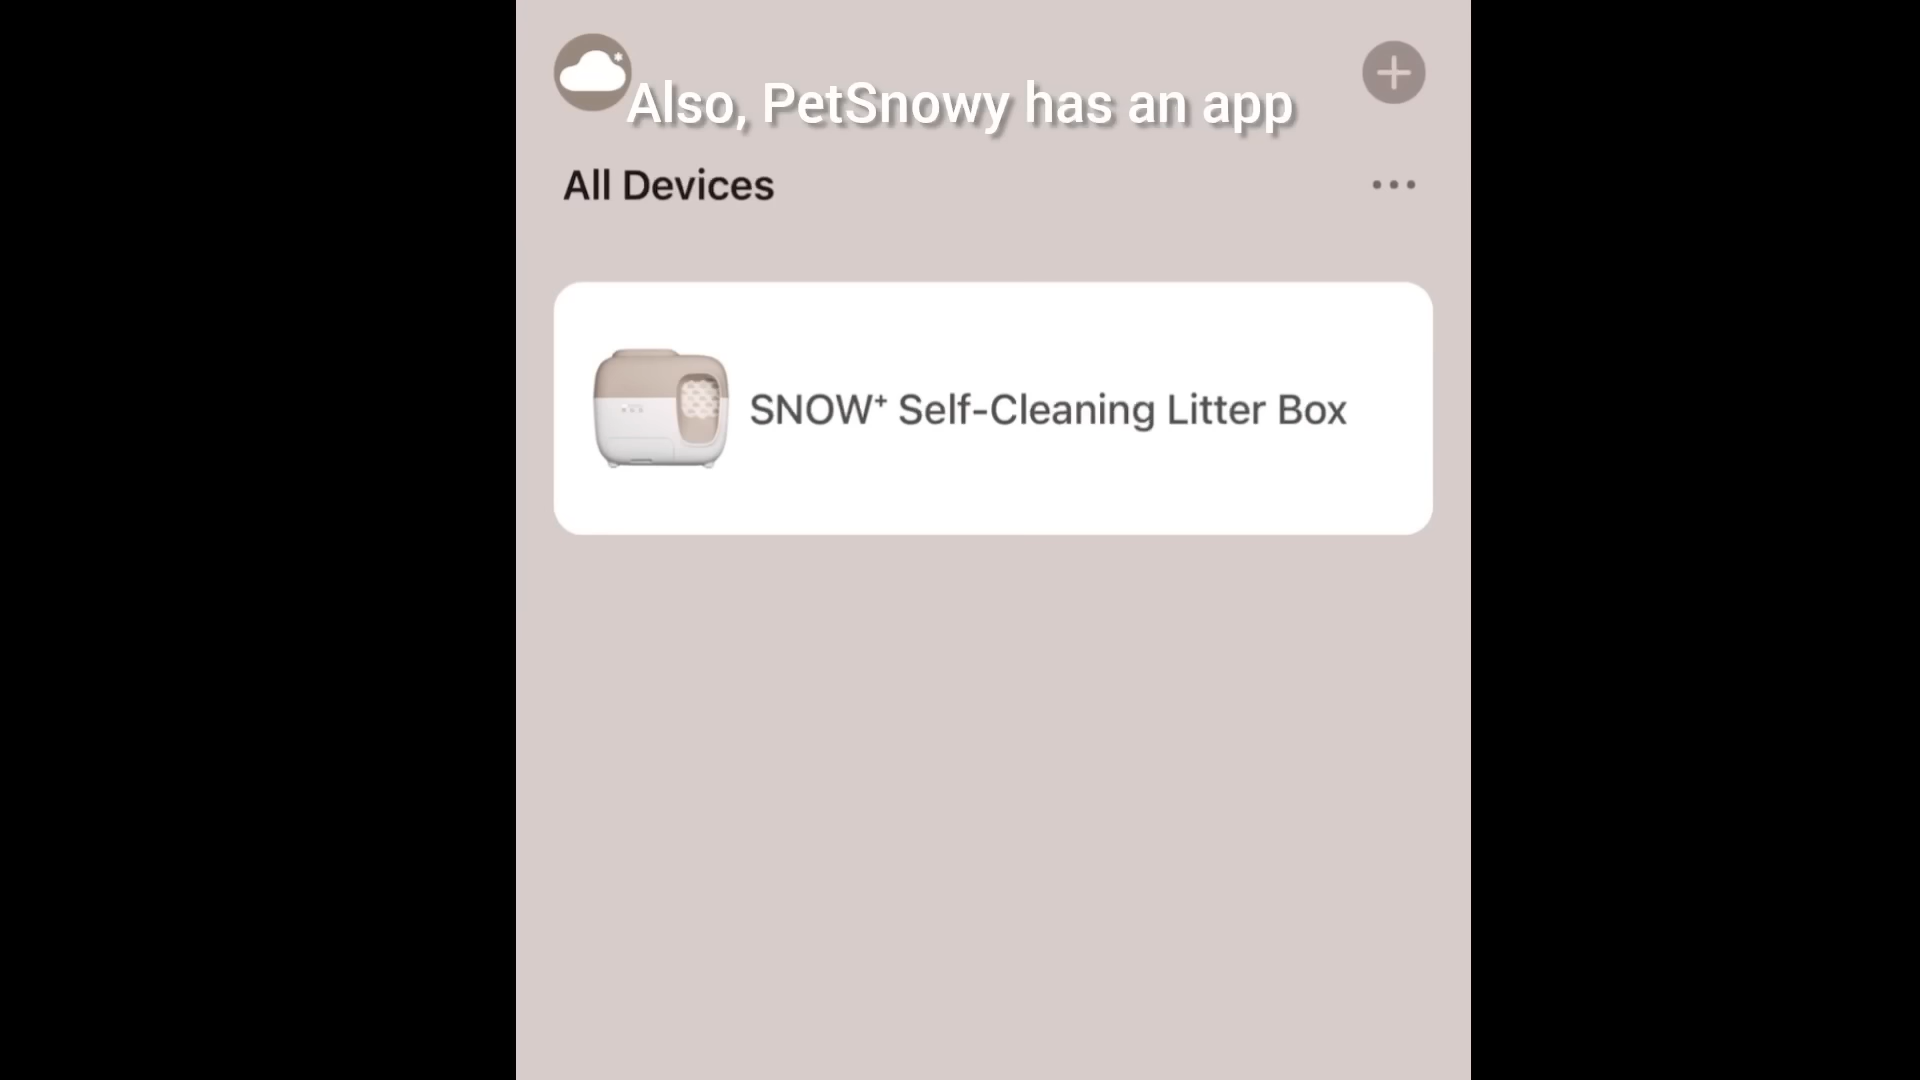 Also, PetSnowy has an app
All Devices
SNOW⁺ Self-Cleaning Litter Box